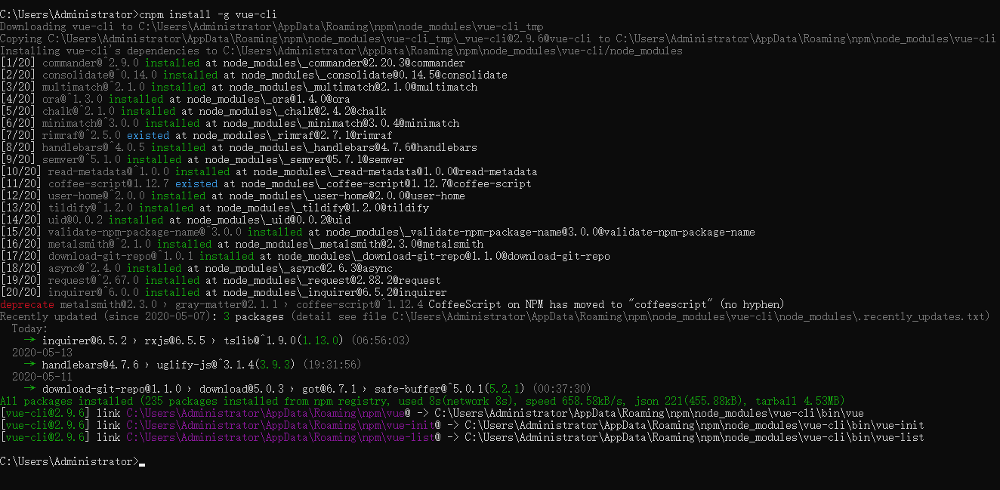 C:\Users\Administrator>cnpm install -g vue-cli
Downloading vue-cli to C:\Users\Administrator\AppData\Roaming\npm\node_modules\vue-cli_tmp
Copying C:\Users\Administrator\AppData\Roaming\npm\node_modules\vue-cli_tmp\_vue-cli@2.9.6@vue-cli to C:\Users\Administrator\AppData\Roaming\npm\node_modules\vue-cli
Installing vue-cli's dependencies to C:\Users\Administrator\AppData\Roaming\npm\node_modules\vue-cli/node_modules
[1/20] commander@^2.9.0 installed at node_modules\_commander@2.20.3@commander
[2/20] consolidate@^0.14.0 installed at node_modules\_consolidate@0.14.5@consolidate
[3/20] multimatch@^2.1.0 installed at node_modules\_multimatch@2.1.0@multimatch
[4/20] ora@^1.3.0 installed at node_modules\_ora@1.4.0@ora
[5/20] chalk@^2.1.0 installed at node_modules\_chalk@2.4.2@chalk
[6/20] minimatch@^3.0.0 installed at node_modules\_minimatch@3.0.4@minimatch
[7/20] rimraf@^2.5.0 existed at node_modules\_rimraf@2.7.1@rimraf
[8/20] handlebars@^4.0.5 installed at node_modules\_handlebars@4.7.6@handlebars
[9/20] semver@^5.1.0 installed at node_modules\_semver@5.7.1@semver
[10/20] read-metadata@^1.0.0 installed at node_modules\_read-metadata@1.0.0@read-metadata
[11/20] coffee-script@1.12.7 existed at node_modules\_coffee-script@1.12.7@coffee-script
[12/20] user-home@^2.0.0 installed at node_modules\_user-home@2.0.0@user-home
[13/20] tildify@^1.2.0 installed at node_modules\_tildify@1.2.0@tildify
[14/20] uid@0.0.2 installed at node_modules\_uid@0.0.2@uid
[15/20] validate-npm-package-name@^3.0.0 installed at node_modules\_validate-npm-package-name@3.0.0@validate-npm-package-name
[16/20] metalsmith@^2.1.0 installed at node_modules\_metalsmith@2.3.0@metalsmith
[17/20] download-git-repo@^1.0.1 installed at node_modules\_download-git-repo@1.1.0@download-git-repo
[18/20] async@^2.4.0 installed at node_modules\_async@2.6.3@async
[19/20] request@^2.67.0 installed at node_modules\_request@2.88.2@request
[20/20] inquirer@^6.0.0 installed at node_modules\_inquirer@6.5.2@inquirer
deprecate metalsmith@2.3.0 › gray-matter@2.1.1 › coffee-script@^1.12.4 CoffeeScript on NPM has moved to "coffeescript" (no hyphen)
Recently updated (since 2020-05-07): 3 packages (detail see file C:\Users\Administrator\AppData\Roaming\npm\node_modules\vue-cli\node_modules\.recently_updates.txt)
Today:
→ inquirer@6.5.2 › rxjs@6.5.5 › tslib@^1.9.0(1.13.0) (06:56:03)
2020-05-13
→ handlebars@4.7.6 › uglify-js@^3.1.4(3.9.3) (19:31:56)
2020-05-11
→ download-git-repo@1.1.0 › download@5.0.3 › got@6.7.1 › safe-buffer@^5.0.1(5.2.1) (00:37:30)
All packages installed (235 packages installed from npm registry, used 8s(network 8s), speed 658.58kB/s, json 221(455.88kB), tarball 4.53MB)
[vue-cli@2.9.6] link C:\Users\Administrator\AppData\Roaming\npm\vue@ -> C:\Users\Administrator\AppData\Roaming\npm\node_modules\vue-cli\bin\vue
[vue-cli@2.9.6] link C:\Users\Administrator\AppData\Roaming\npm\vue-init@ -> C:\Users\Administrator\AppData\Roaming\npm\node_modules\vue-cli\bin\vue-init
[vue-cli@2.9.6] link C:\Users\Administrator\AppData\Roaming\npm\vue-list@ -> C:\Users\Administrator\AppData\Roaming\npm\node_modules\vue-cli\bin\vue-list
C:\Users\Administrator>